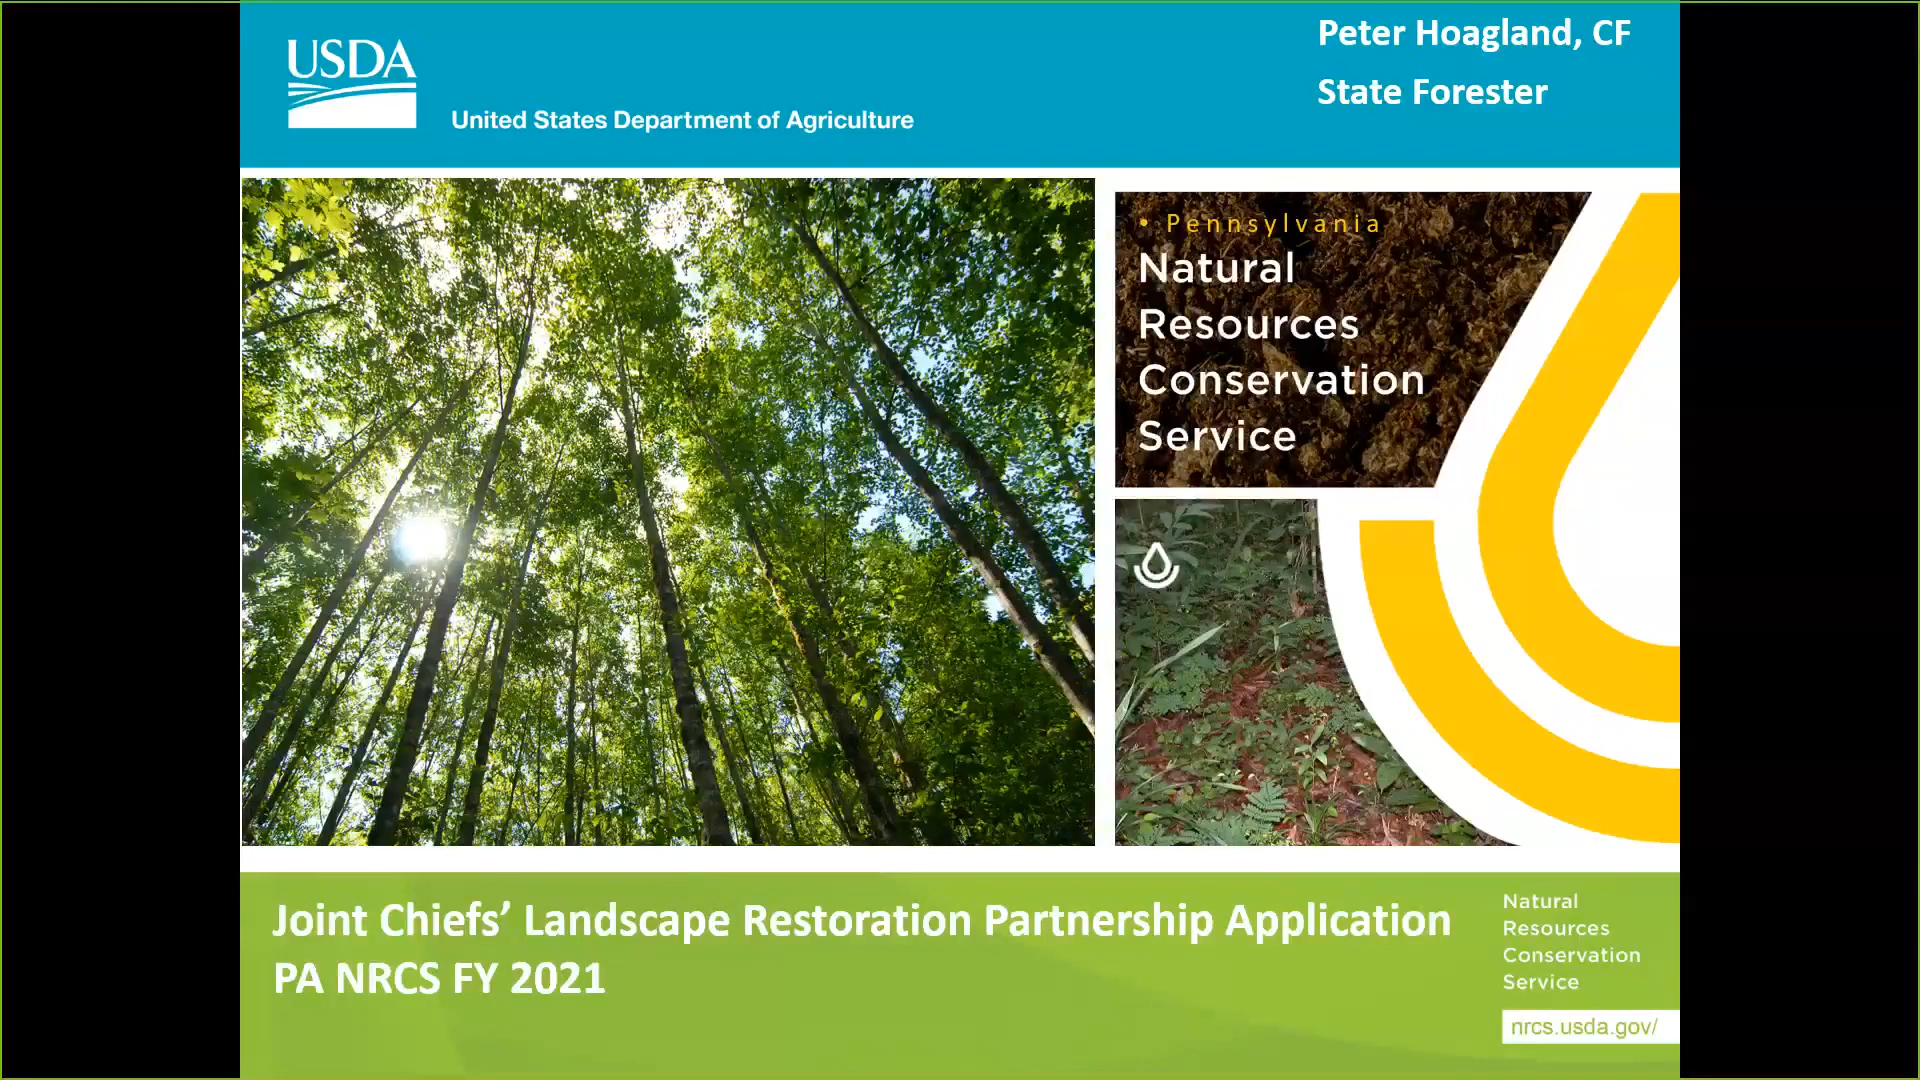 USDA
United States Department of Agriculture
Peter Hoagland, CF
State Forester
• Pennsylvania
Natural
Resources
Conservation
Service
Joint Chiefs’ Landscape Restoration Partnership Application
PA NRCS FY 2021
Natural
Resources
Conservation
Service
nrcs.usda.gov/